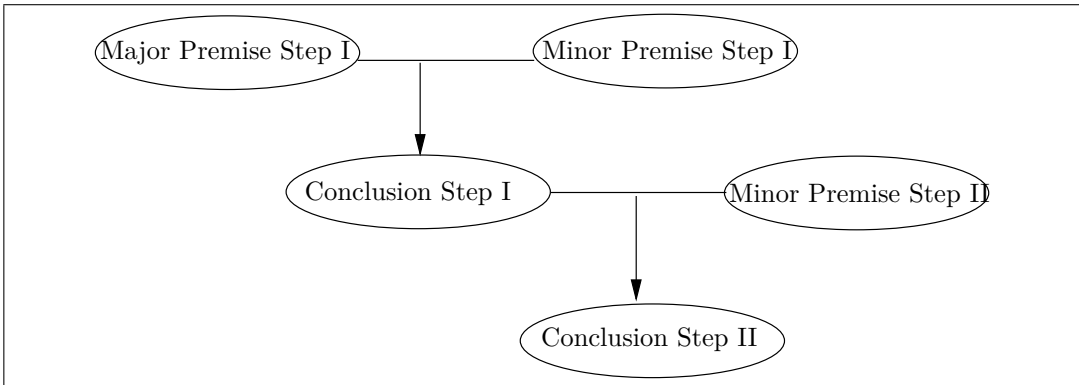 Major Premise Step I
Minor Premise Step I
Conclusion Step I
Minor Premise Step II
Conclusion Step II